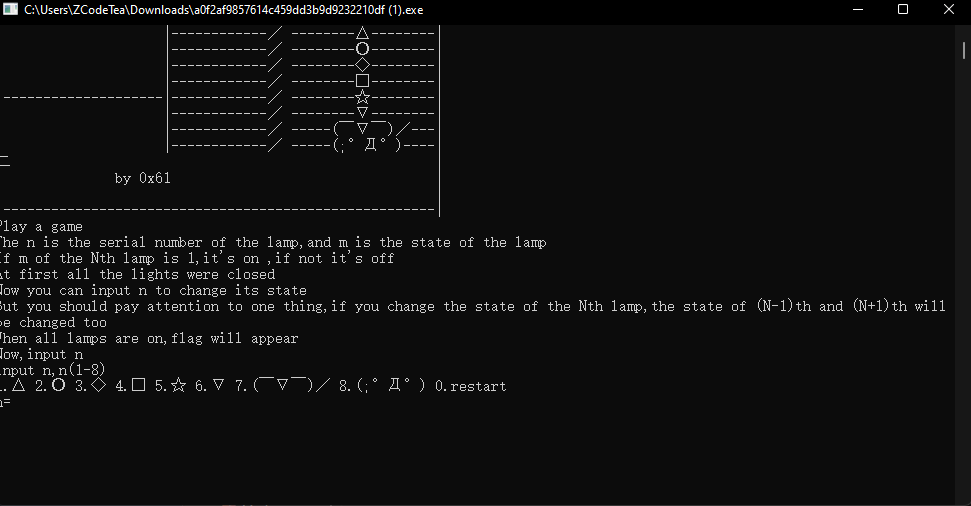 C:\Users\ZCodeTea\Downloads\a0f2af9857614c459dd3b9d9232210df (1).exe
|------------／ --------△--------|
|------------／ --------○--------|
|------------／ --------◇--------|
|------------／ --------□--------|
--------------------|------------／ --------☆--------|
|------------／ --------▽--------|
|------------／ -----(￣▽￣)／---|
|------------／ -----(;°Д°)----|
by 0x61
------------------------------------------------------|
Play a game
The n is the serial number of the lamp,and m is the state of the lamp
If m of the Nth lamp is 1,it's on ,if not it's off
At first all the lights were closed
Now you can input n to change its state
But you should pay attention to one thing,if you change the state of the Nth lamp,the state of (N-1)th and (N+1)th will
be changed too
When all lamps are on,flag will appear
Now,input n
input n,n(1-8)
1.△ 2.○ 3.◇ 4.□ 5.☆ 6.▽ 7.(￣▽￣)／ 8.(;°Д°) 0.restart
n=